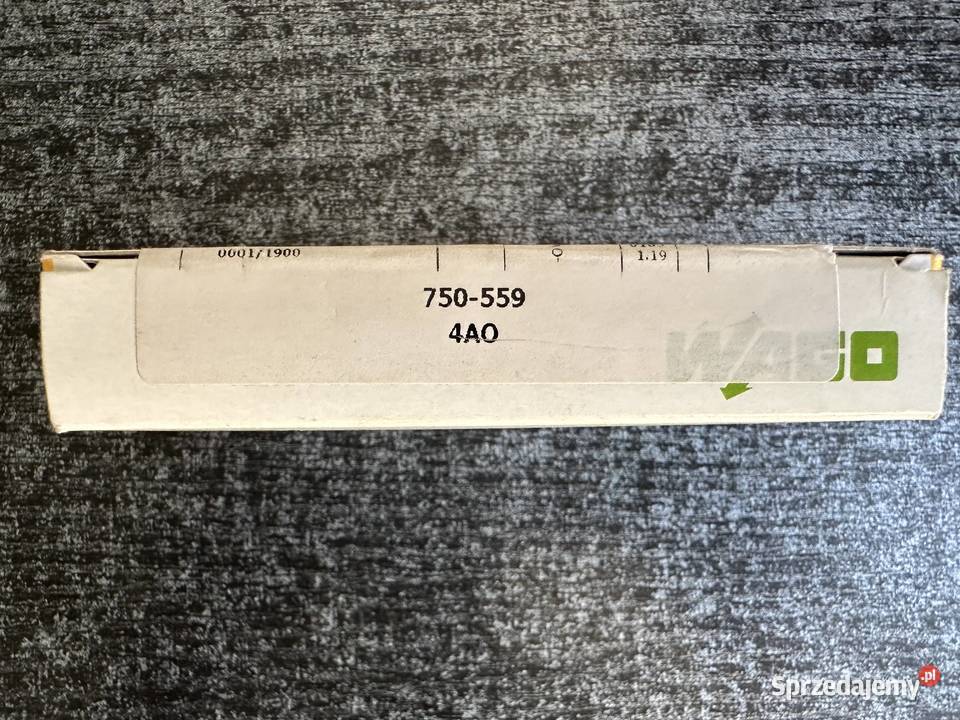 0001/1900
1.19
750-559
4AO
WAGO
Sprzedajemy.pl